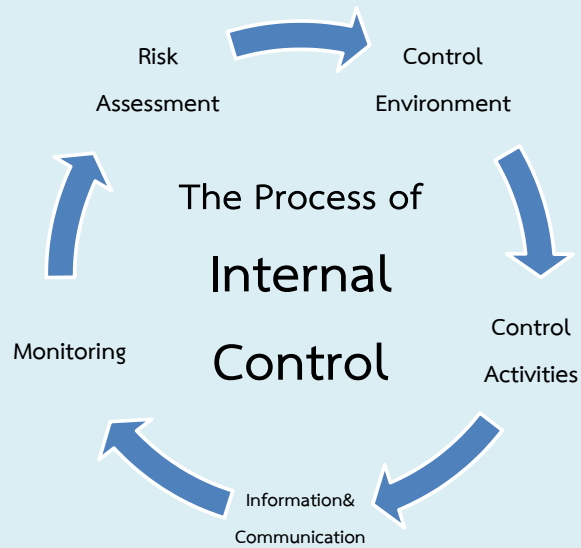 Risk
Assessment
Control
Environment
The Process of
Internal
Control
Control
Activities
Information&
Communication
Monitoring